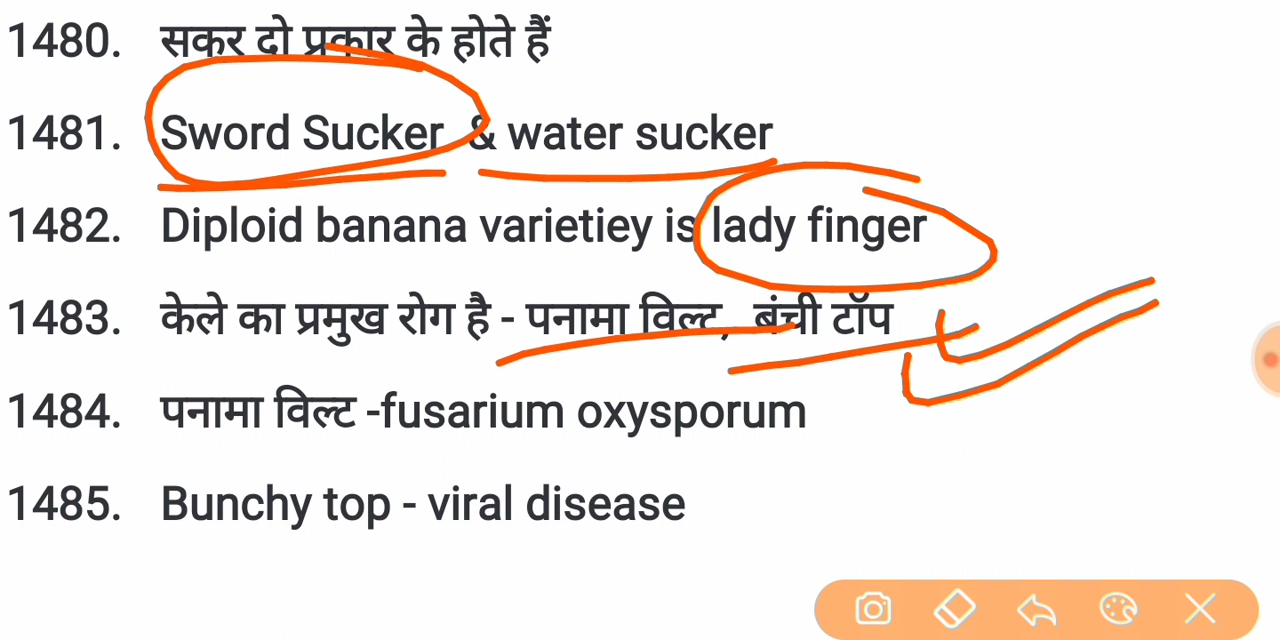 1480. सकर दो प्रकार के होते हैं
1481. Sword Sucker & water sucker
1482. Diploid banana varietiey is lady finger
1483. केले का प्रमुख रोग है - पनामा विल्ट, बंची टॉप
1484. पनामा विल्ट -fusarium oxysporum
1485. Bunchy top - viral disease